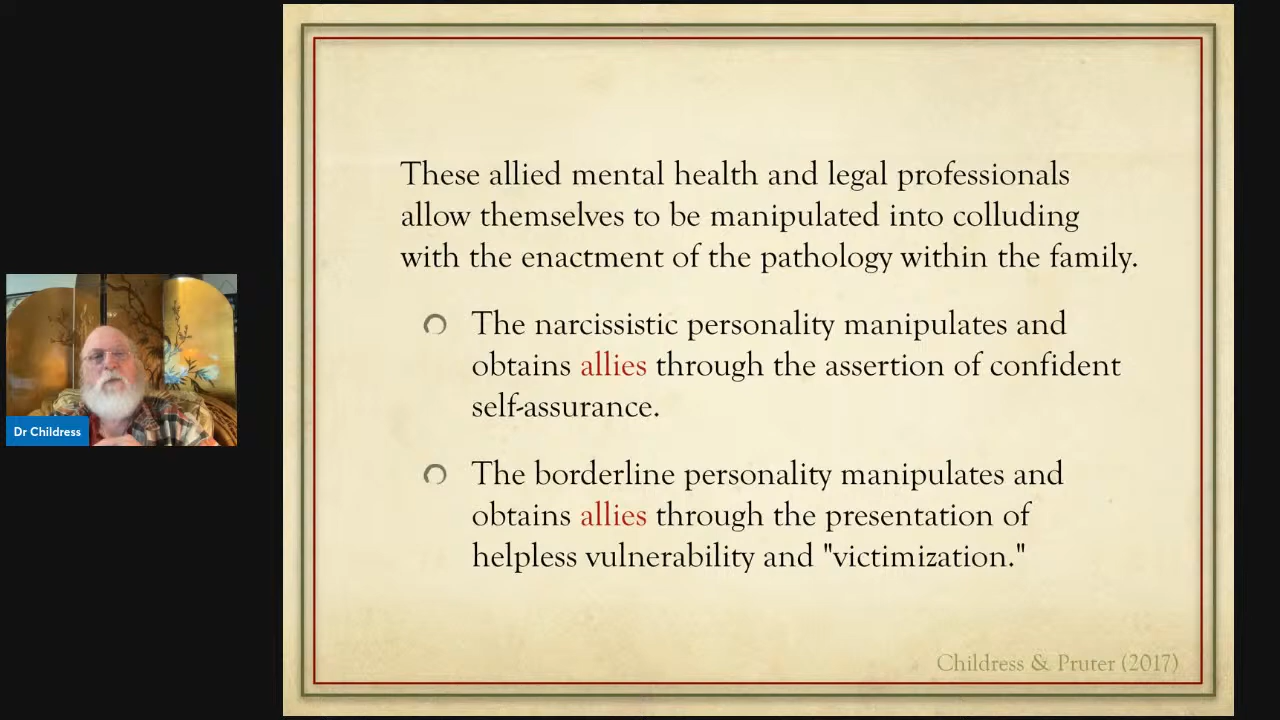 These allied mental health and legal professionals
allow themselves to be manipulated into colluding
with the enactment of the pathology within the family.
The narcissistic personality manipulates and
obtains allies through the assertion of confident
self-assurance.
The borderline personality manipulates and
obtains allies through the presentation of
helpless vulnerability and "victimization."
Childress & Pruter (2017)
Dr Childress